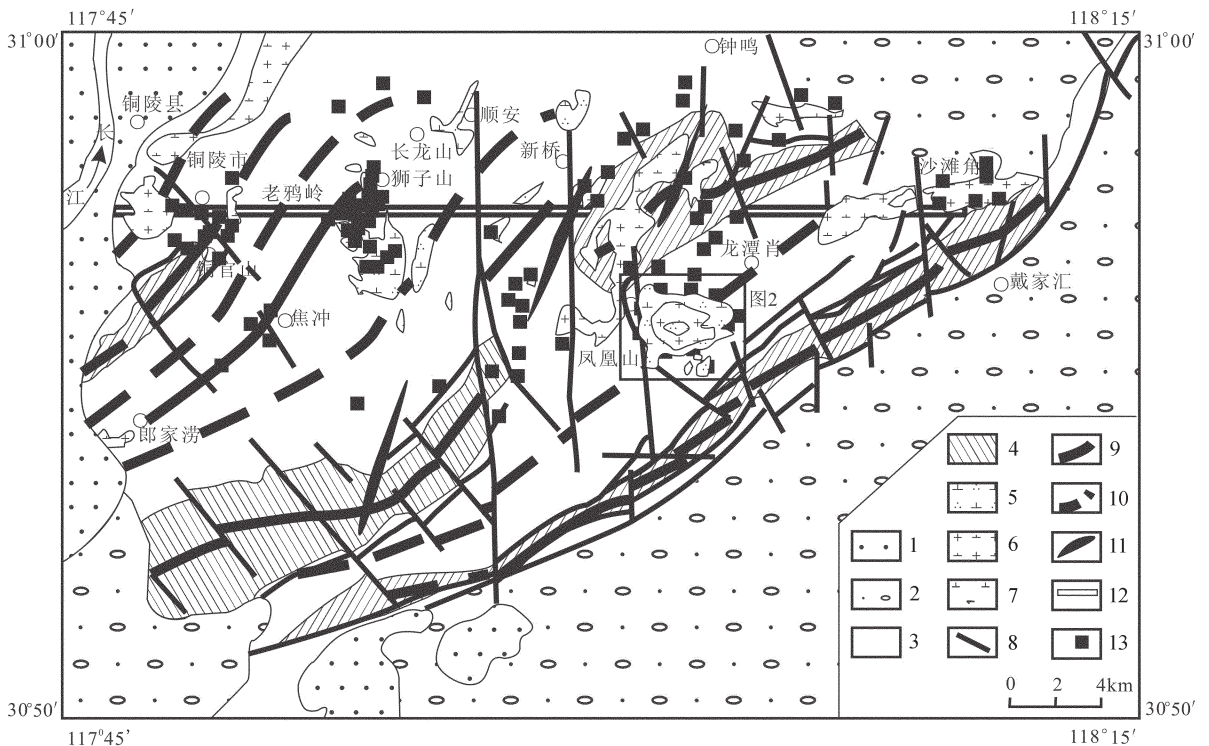 117°45′
118°15′
31°00′
31°00′
钟鸣
铜陵县
顺安
长
长龙山
新桥
铜陵市
狮子山
沙滩角
江
老鸦岭
龙潭肖
铜官山
戴家汇
图2
焦冲
凤凰山
郎家涝
4
9
5
10
1
6
11
2
7
12
3
8
13
0 2 4km
30°50′
30°50′
117°45′
118°15′